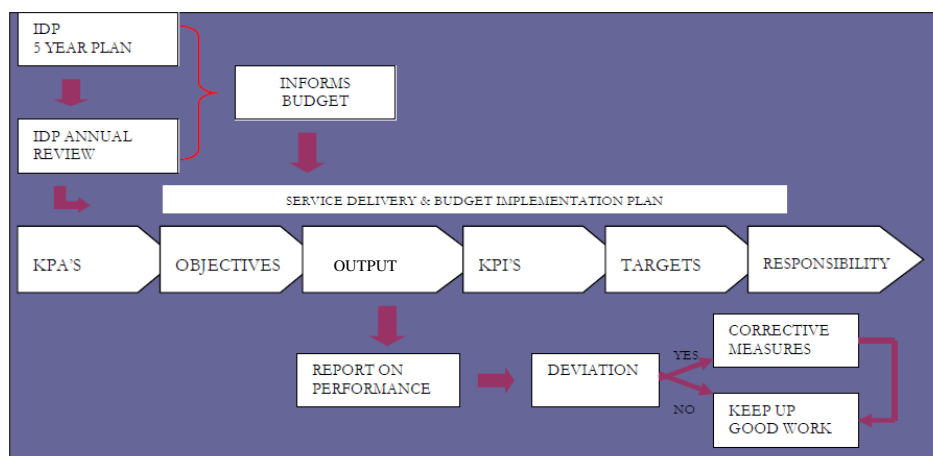 IDP
5 YEAR PLAN
INFORMS
BUDGET
IDP ANNUAL
REVIEW
SERVICE DELIVERY & BUDGET IMPLEMENTATION PLAN
KPA'S
OBJECTIVES
OUTPUT
KPI'S
TARGETS
RESPONSIBILITY
REPORT ON
PERFORMANCE
DEVIATION
YES
CORRECTIVE
MEASURES
NO
KEEP UP
GOOD WORK